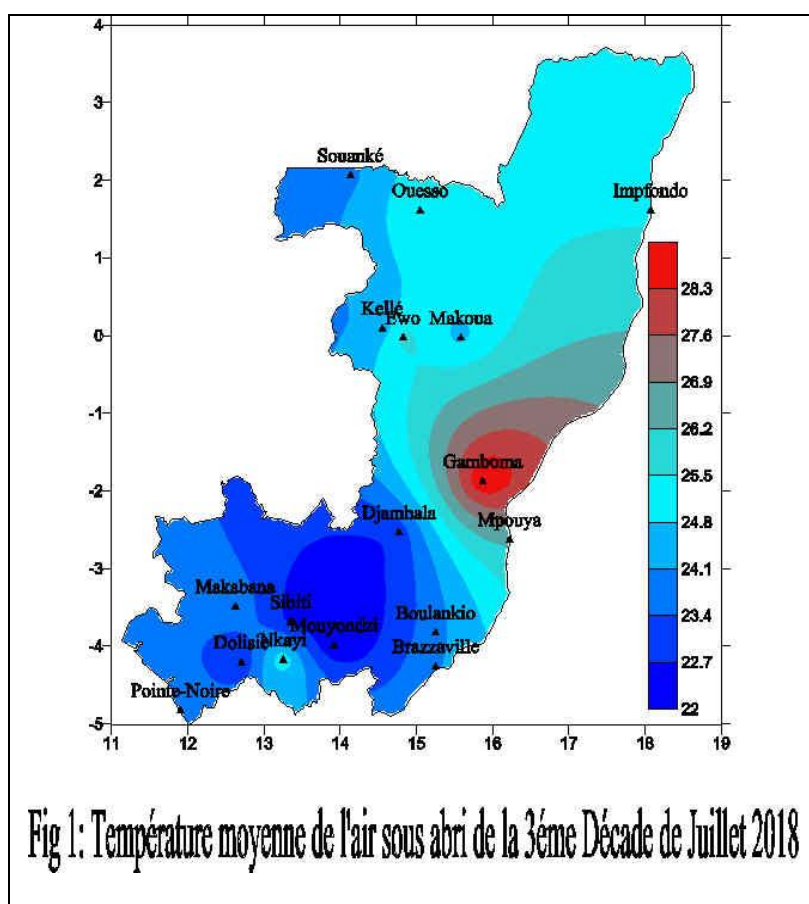 4
3
Souanké
2
Ouesso
Impfondo
1
28.3
Kellé
Ewo
Makoua
0
27.6
26.9
-1
26.2
Gamboma
25.5
-2
Djambala
Mpouya
24.8
-3
24.1
Makabana
Sibiti
Mouyondzi
Boulankio
23.4
-4
Dolisie
Nkayi
Brazzaville
22.7
Pointe-Noire
22
-5
11 12 13 14 15 16 17 18 19
Fig 1: Température moyenne de l'air sous abri de la 3éme Décade de Juillet 2018